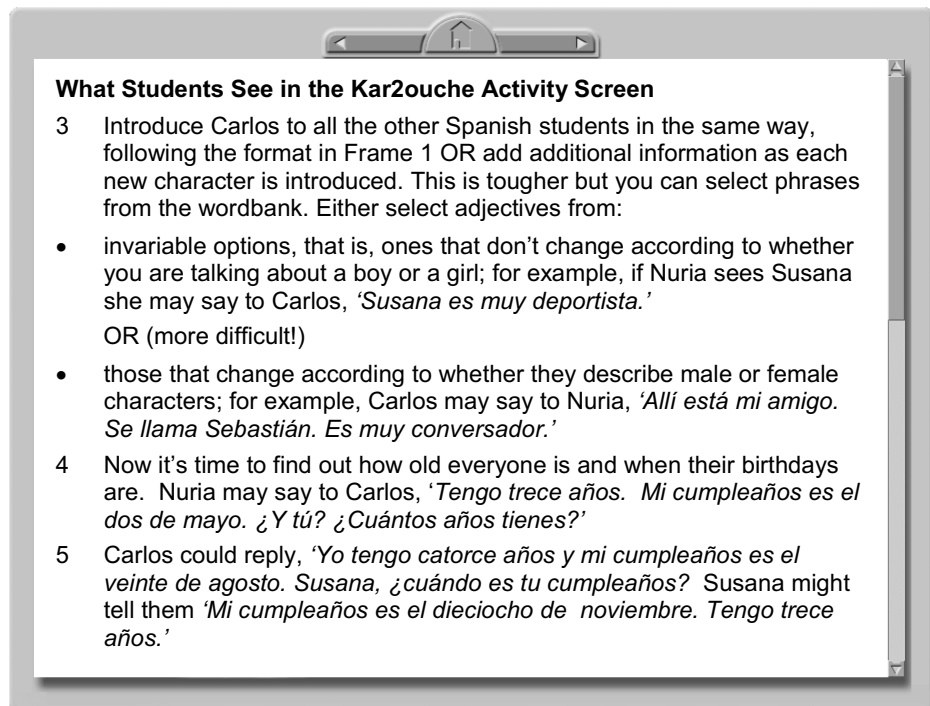 What Students See in the Kar2ouche Activity Screen
3 Introduce Carlos to all the other Spanish students in the same way,
following the format in Frame 1 OR add additional information as each
new character is introduced. This is tougher but you can select phrases
from the wordbank. Either select adjectives from:
• invariable options, that is, ones that don’t change according to whether
you are talking about a boy or a girl; for example, if Nuria sees Susana
she may say to Carlos, ‘Susana es muy deportista.’
OR (more difficult!)
• those that change according to whether they describe male or female
characters; for example, Carlos may say to Nuria, ‘Allí está mi amigo.
Se llama Sebastián. Es muy conversador.’
4 Now it’s time to find out how old everyone is and when their birthdays
are. Nuria may say to Carlos, ‘Tengo trece años. Mi cumpleaños es el
dos de mayo. ¿Y tú? ¿Cuántos años tienes?’
5 Carlos could reply, ‘Yo tengo catorce años y mi cumpleaños es el
veinte de agosto. Susana, ¿cuándo es tu cumpleaños? Susana might
tell them ‘Mi cumpleaños es el dieciocho de noviembre. Tengo trece
años.’